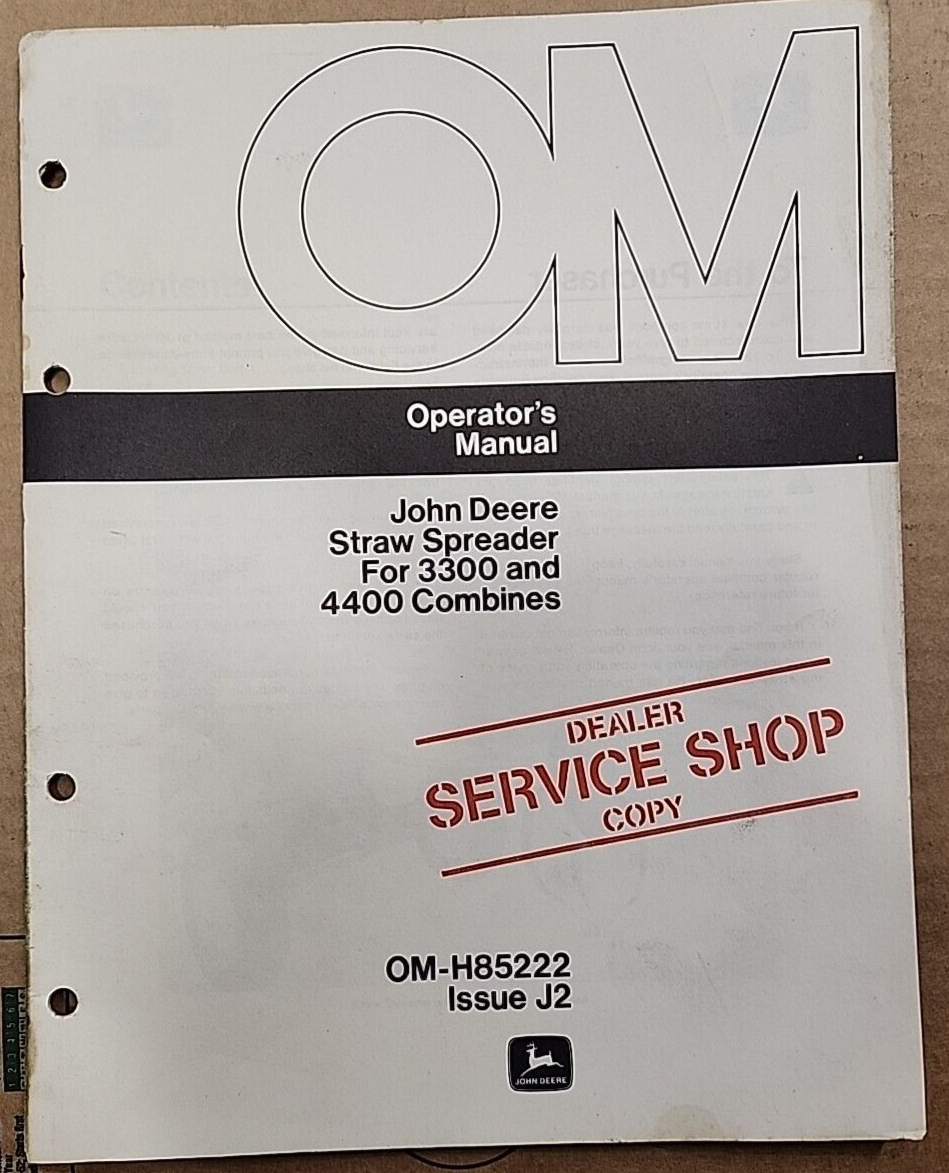 OM
Operator's
Manual
John Deere
Straw Spreader
For 3300 and
4400 Combines
DEALER
SERVICE SHOP
COPY
OM-H85222
Issue J2
JOHN DEERE